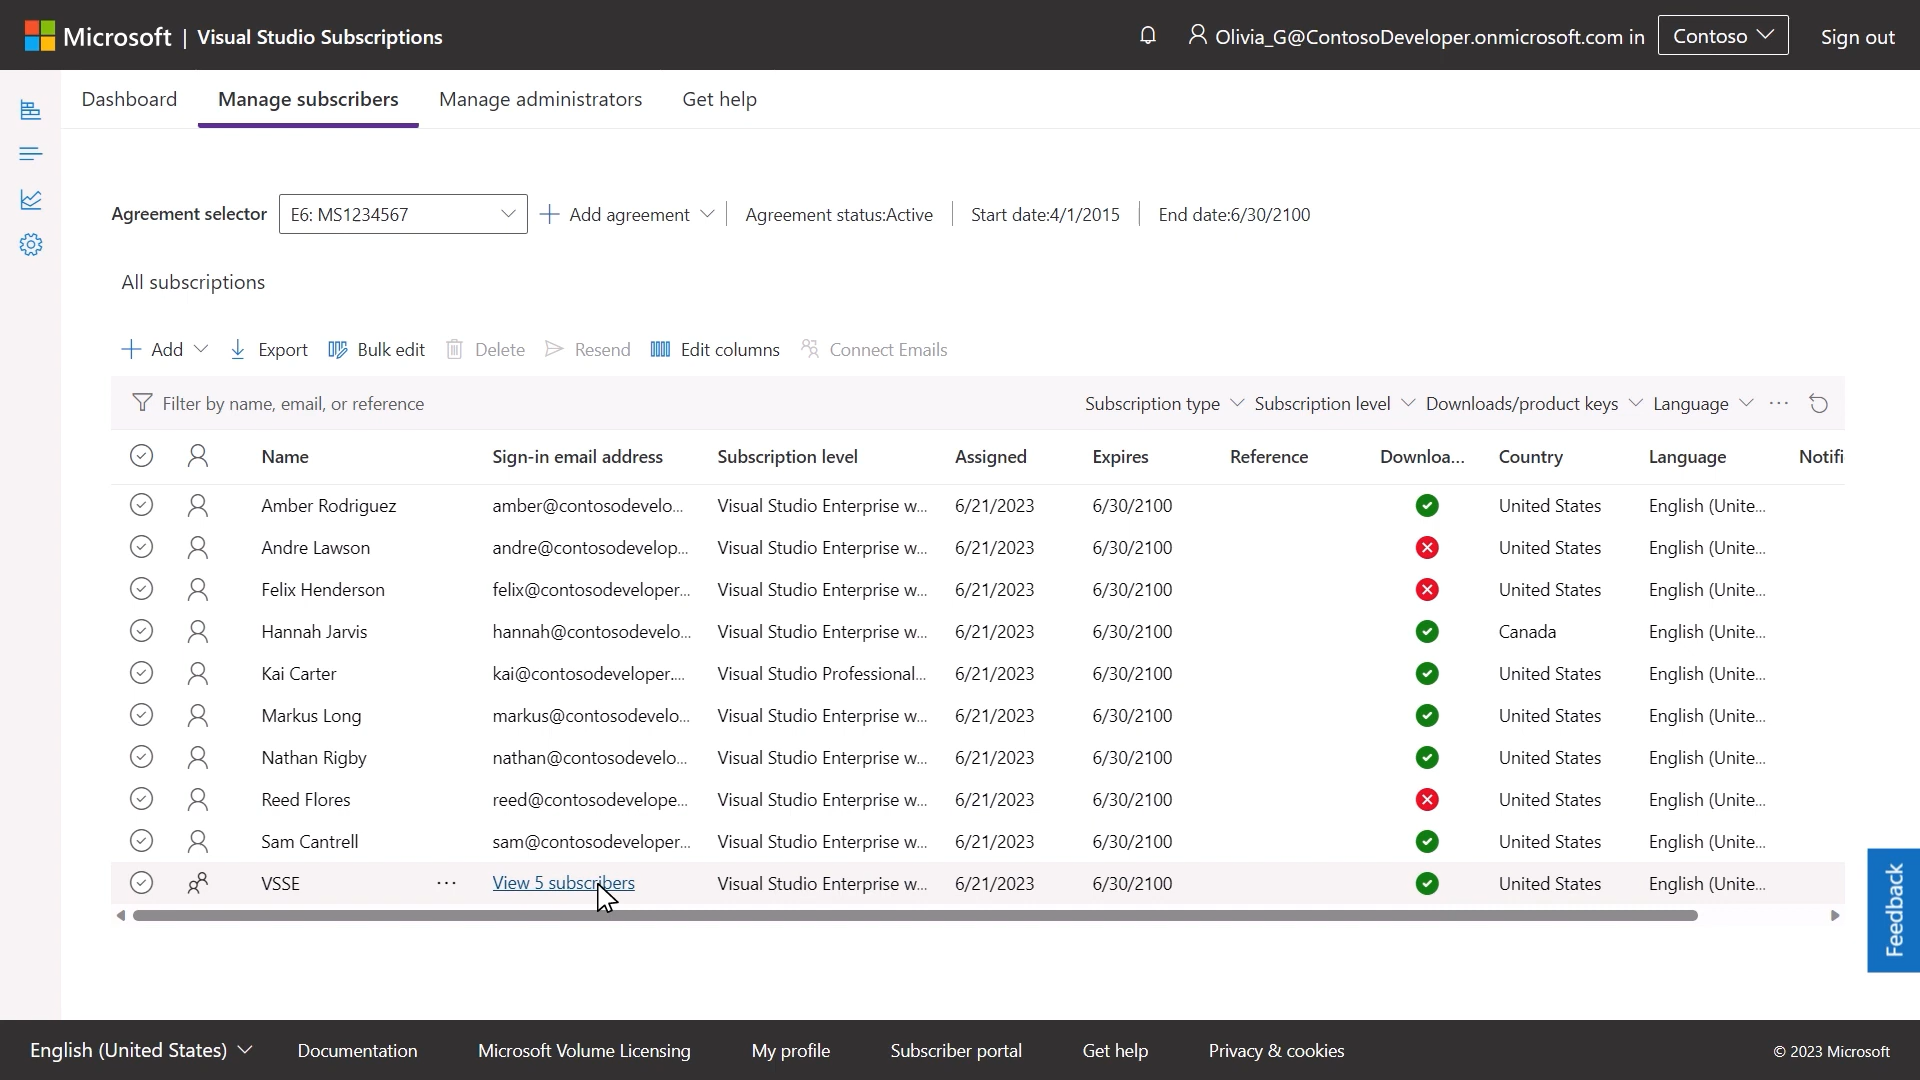 Microsoft | Visual Studio Subscriptions
Olivia_G@ContosoDeveloper.onmicrosoft.com in Contoso Sign out
Dashboard Manage subscribers Manage administrators Get help
Agreement selector E6: MS1234567 Add agreement Agreement status:Active Start date:4/1/2015 End date:6/30/2100
All subscriptions
Add Export Bulk edit Delete Resend Edit columns Connect Emails
Filter by name, email, or reference Subscription type Subscription level Downloads/product keys Language ...
Name Sign-in email address Subscription level Assigned Expires Reference Downloa... Country Language Notifi
Amber Rodriguez amber@contosodevelo... Visual Studio Enterprise w... 6/21/2023 6/30/2100 United States English (Unite...
Andre Lawson andre@contosodevelop... Visual Studio Enterprise w... 6/21/2023 6/30/2100 United States English (Unite...
Felix Henderson felix@contosodeveloper... Visual Studio Enterprise w... 6/21/2023 6/30/2100 United States English (Unite...
Hannah Jarvis hannah@contosodevelo... Visual Studio Enterprise w... 6/21/2023 6/30/2100 Canada English (Unite...
Kai Carter kai@contosodeveloper.... Visual Studio Professional... 6/21/2023 6/30/2100 United States English (Unite...
Markus Long markus@contosodevelo... Visual Studio Enterprise w... 6/21/2023 6/30/2100 United States English (Unite...
Nathan Rigby nathan@contosodevelo... Visual Studio Enterprise w... 6/21/2023 6/30/2100 United States English (Unite...
Reed Flores reed@contosodevelope... Visual Studio Enterprise w... 6/21/2023 6/30/2100 United States English (Unite...
Sam Cantrell sam@contosodeveloper... Visual Studio Enterprise w... 6/21/2023 6/30/2100 United States English (Unite...
VSSE ... View 5 subscribers Visual Studio Enterprise w... 6/21/2023 6/30/2100 United States English (Unite...
Feedback
English (United States) Documentation Microsoft Volume Licensing My profile Subscriber portal Get help Privacy & cookies © 2023 Microsoft